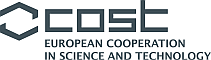 cost
EUROPEAN COOPERATION
IN SCIENCE AND TECHNOLOGY